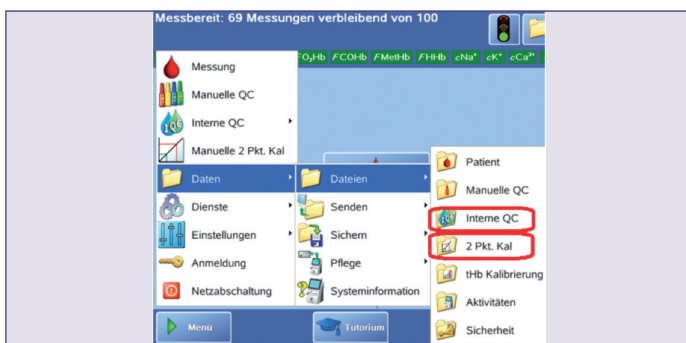 Messbereit: 69 Messungen verbleibend von 100
FCOHb FMetHb FHHb cNa⁺ cK⁺ cCa²⁺
Messung
Manuelle QC
Interne QC
Manuelle 2 Pkt. Kal
Daten
Dienste
Einstellungen
Anmeldung
Netzabschaltung
Dateien
Senden
Sichern
Pflege
Systeminformation
Patient
Manuelle QC
Interne QC
2 Pkt. Kal
tHb Kalibrierung
Aktivitäten
Sicherheit
Menü
Tutorium